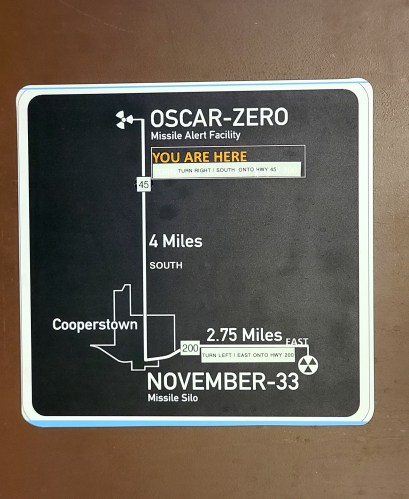 OSCAR-ZERO
Missile Alert Facility
YOU ARE HERE
TURN RIGHT / SOUTH ONTO HWY 45
45
4 Miles
SOUTH
Cooperstown
2.75 Miles EAST
200
TURN LEFT / EAST ONTO HWY 200
NOVEMBER-33
Missile Silo